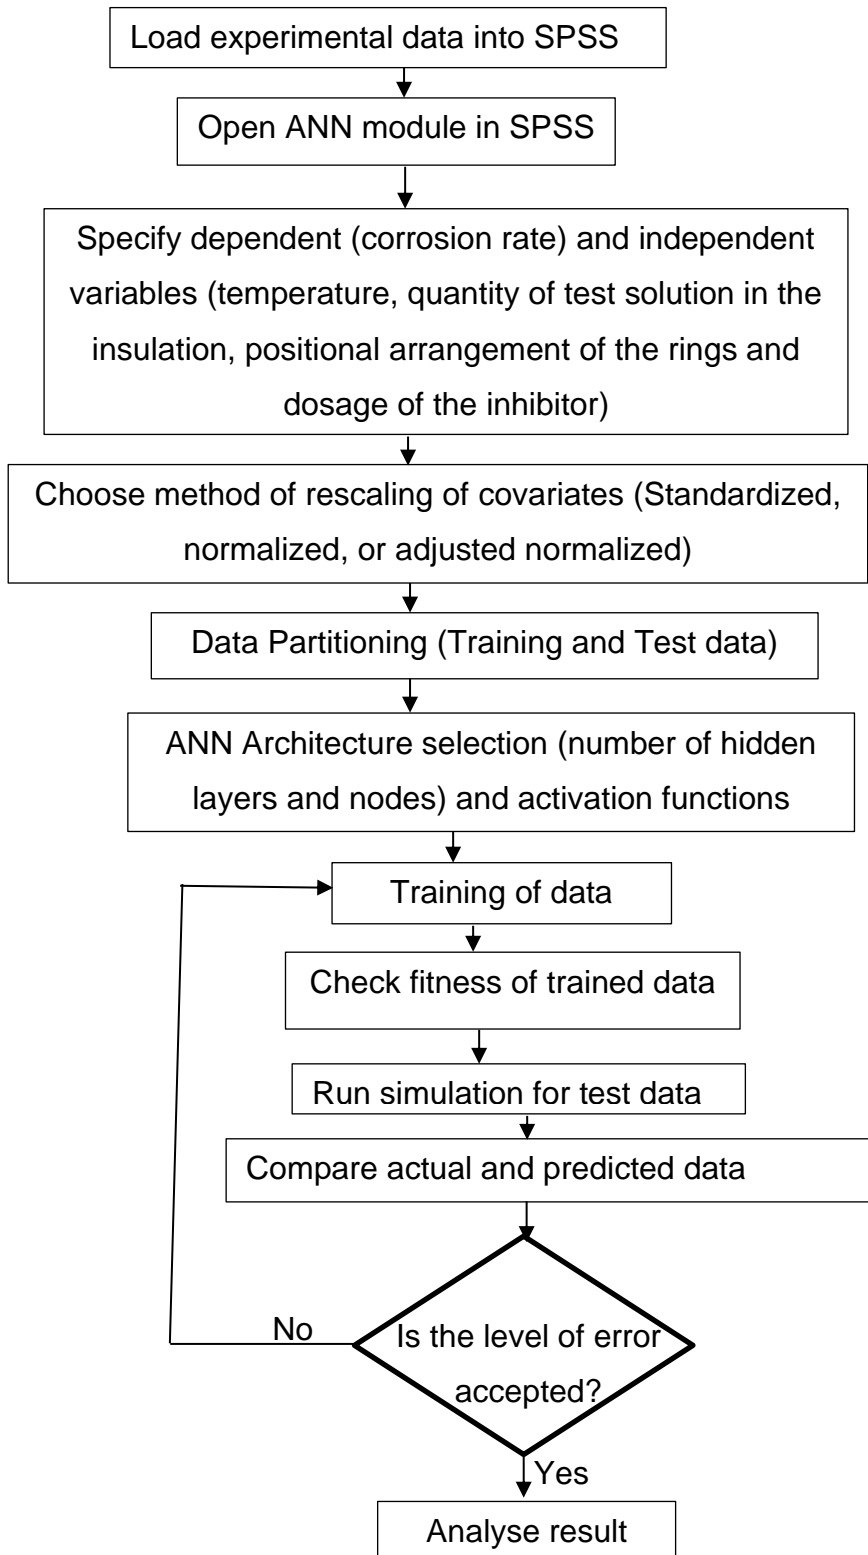 Load experimental data into SPSS
Open ANN module in SPSS
Specify dependent (corrosion rate) and independent
variables (temperature, quantity of test solution in the
insulation, positional arrangement of the rings and
dosage of the inhibitor)
Choose method of rescaling of covariates (Standardized,
normalized, or adjusted normalized)
Data Partitioning (Training and Test data)
ANN Architecture selection (number of hidden
layers and nodes) and activation functions
Training of data
Check fitness of trained data
Run simulation for test data
Compare actual and predicted data
No
Is the level of error
accepted?
Yes
Analyse result